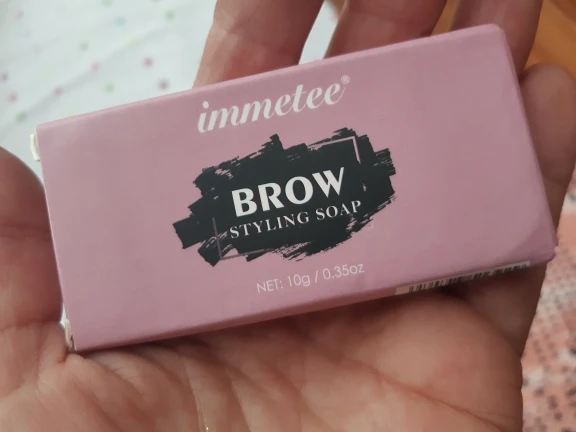 immetee®
BROW
STYLING SOAP
NET: 10g / 0.35oz